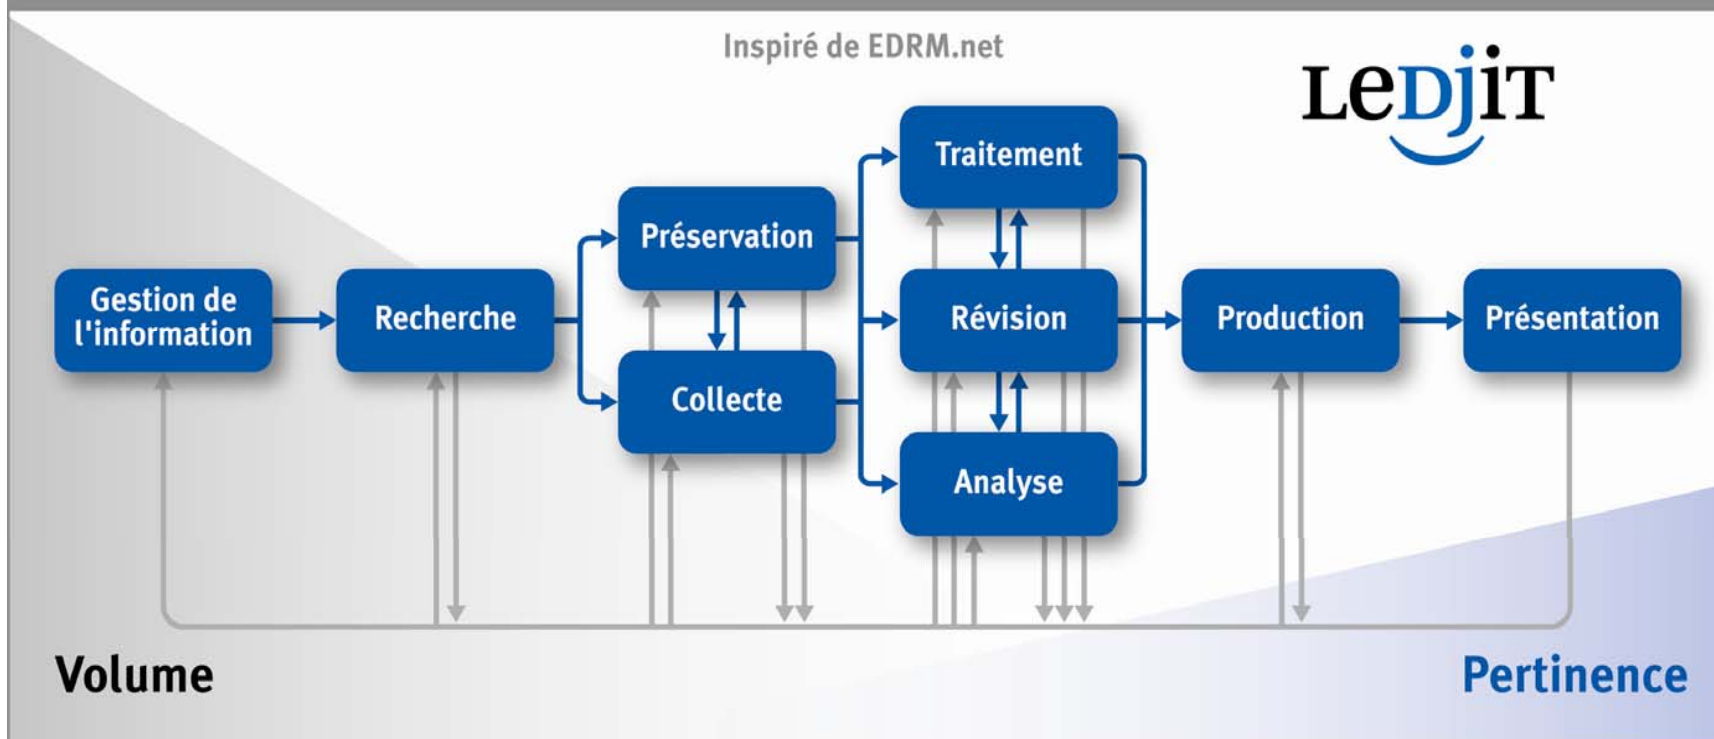 Inspiré de EDRM.net
LeDjiT
Traitement
Préservation
Gestion de
l'information
Recherche
Révision
Production
Présentation
Collecte
Analyse
Volume
Pertinence